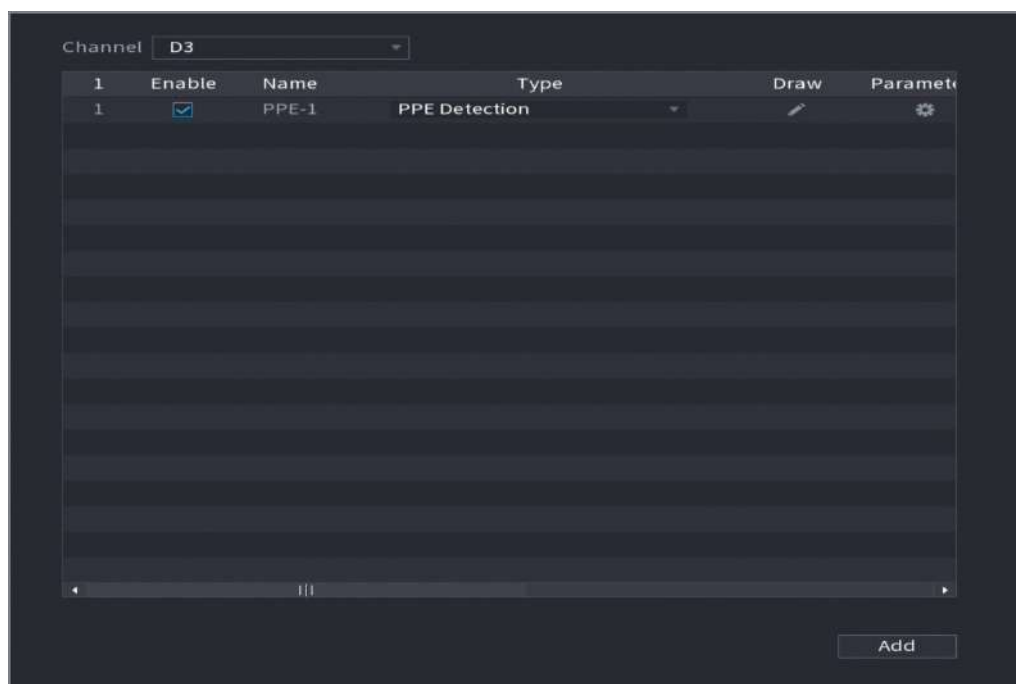 Channel D3
1 Enable Name Type Draw Paramet
1 PPE-1 PPE Detection
Add